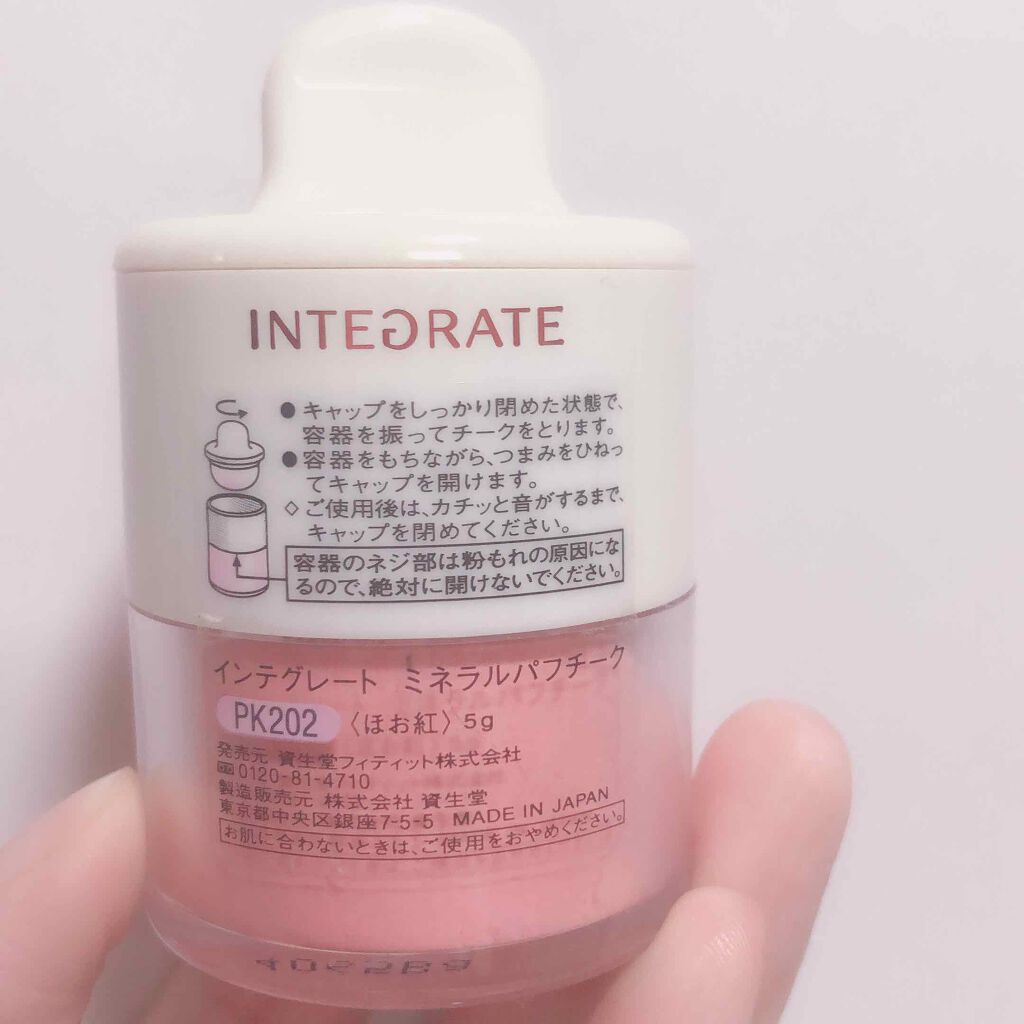 INTEGRATE
●キャップをしっかり閉めた状態で、
容器を振ってチークをとります。
●容器をもちながら、つまみをひねっ
てキャップを開けます。
◇ご使用後は、カチッと音がするまで、
キャップを閉めてください。
容器のネジ部は粉もれの原因にな
るので、絶対に開けないでください。
インテグレート ミネラルパフチーク
PK202 〈ほお紅〉5g
発売元 資生堂フィティット株式会社
0120-81-4710
製造販売元 株式会社 資生堂
東京都中央区銀座7-5-5 MADE IN JAPAN
お肌に合わないときは、ご使用をおやめください。